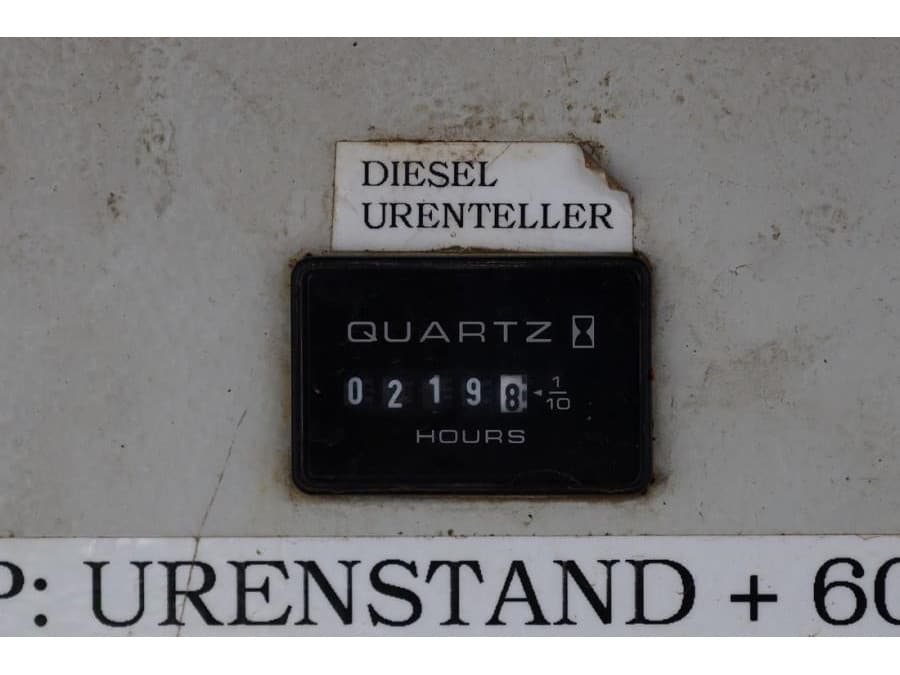 DIESEL
URENTELLER
QUARTZ
0 2 1 9 8 1/10
HOURS
P: URENSTAND + 60